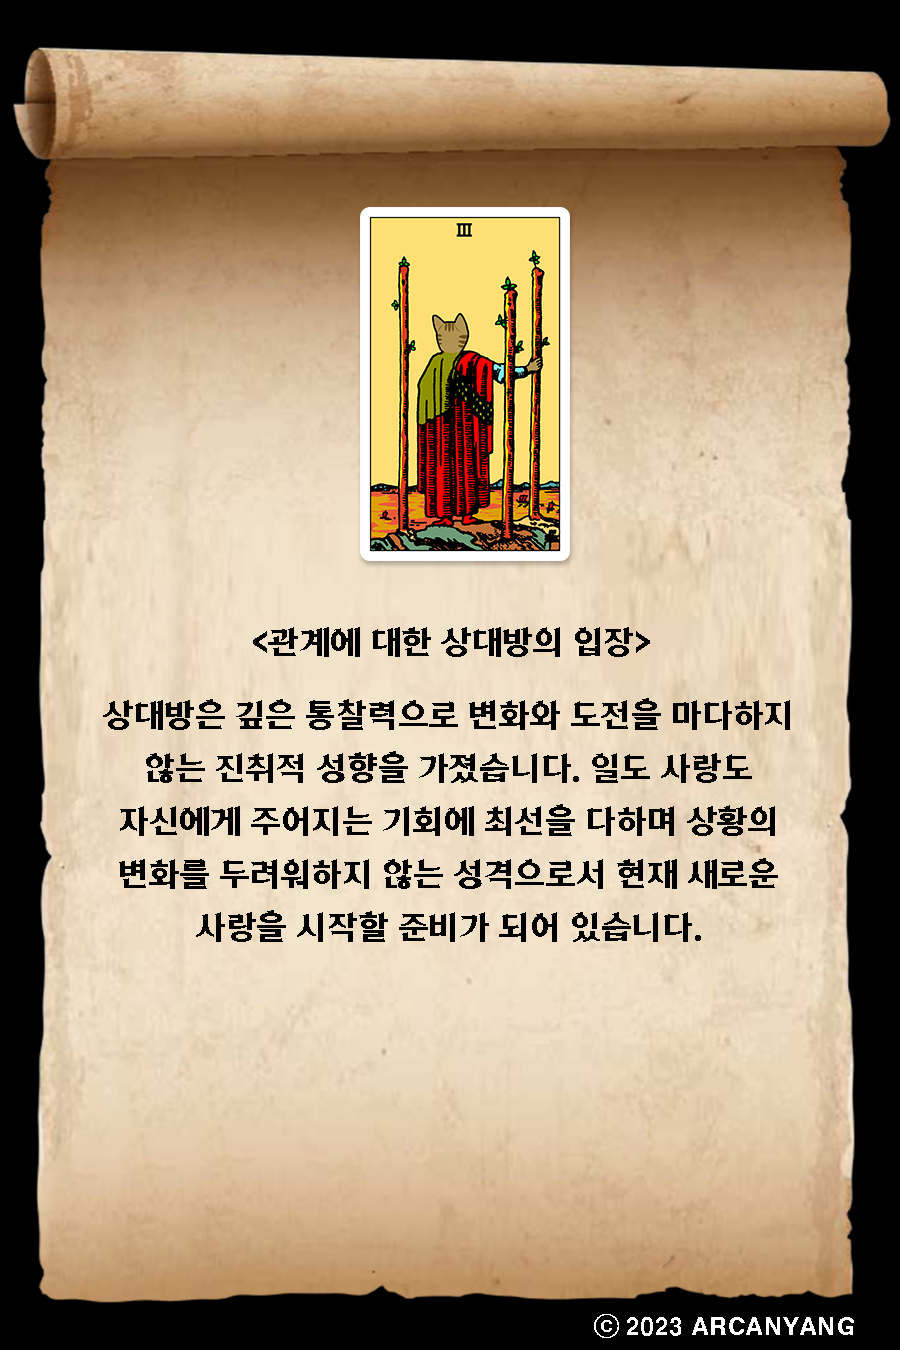 III
<관계에 대한 상대방의 입장>
상대방은 깊은 통찰력으로 변화와 도전을 마다하지
않는 진취적 성향을 가졌습니다. 일도 사랑도
자신에게 주어지는 기회에 최선을 다하며 상황의
변화를 두려워하지 않는 성격으로서 현재 새로운
사랑을 시작할 준비가 되어 있습니다.
© 2023 ARCANYANG